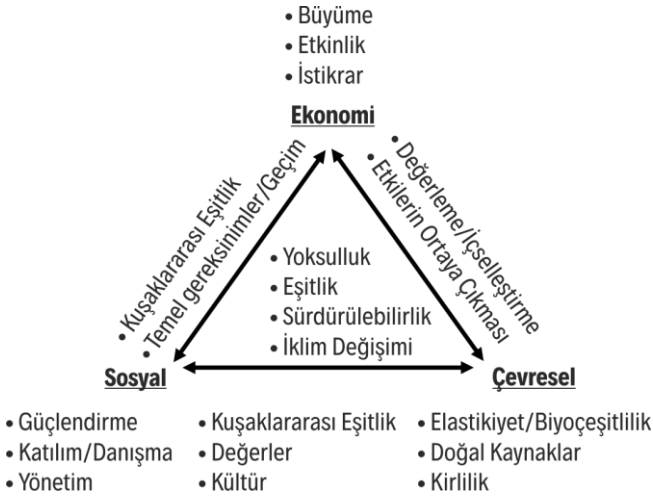 • Büyüme
• Etkinlik
• İstikrar
Ekonomi
• Kuşaklararası Eşitlik
• Temel gereksinimler/Geçim
• Değerleme/İçselleştirme
• Etkilerin Ortaya Çıkması
• Yoksulluk
• Eşitlik
• Sürdürülebilirlik
• İklim Değişimi
Sosyal
Çevresel
• Güçlendirme
• Katılım/Danışma
• Yönetim
• Kuşaklararası Eşitlik
• Değerler
• Kültür
• Elastikiyet/Biyoçeşitlilik
• Doğal Kaynaklar
• Kirlilik